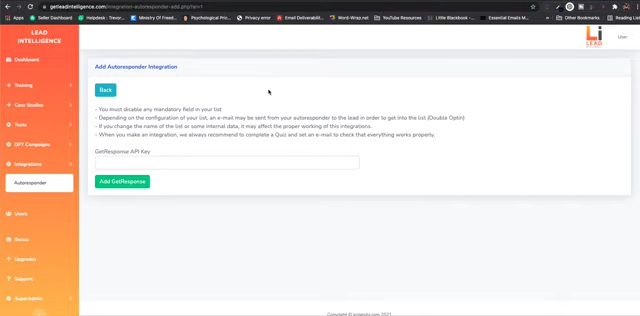 getleadintelligence.com/integration-autoresponder-add.php?a=1
Apps
Seller Dashboard
Helpdesk : Trevor...
Ministry Of Freed...
Psychological Pric...
Privacy error
Email Deliverabilit...
Word-Wrap.net
YouTube Resources
Little Blackbook -...
Essential Emails M...
Other Bookmarks
Reading List
LEAD
INTELLIGENCE
Dashboard
Training
Case Studies
Tools
DFY Campaigns
Integrations
Autoresponder
Users
Bonus
Upgrades
Support
SuperAdmin
Li
LEAD
User
Add Autoresponder Integration
Back
- You must disable any mandatory field in your list
- Depending on the configuration of your list, an e-mail may be sent from your autoresponder to the lead in order to get into the list (Double Optin)
- If you change the name of the list or some internal data, it may affect the proper working of this integrations.
- When you make an integration, we always recommend to complete a Quiz and set an e-mail to check that everything works properly.
GetResponse API Key
Add GetResponse
2021